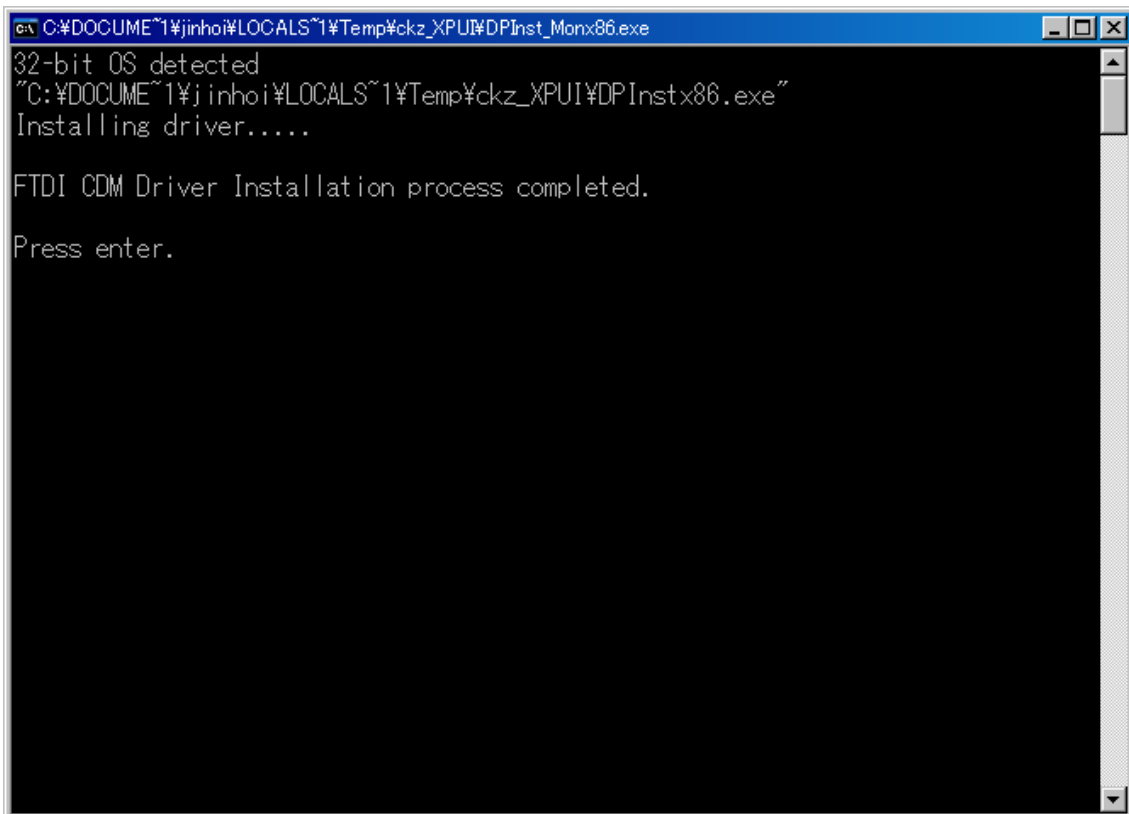 C:¥DOCUME~1¥jinhoi¥LOCALS~1¥Temp¥ckz_XPUI¥DPInst_Monx86.exe
32-bit OS detected
"C:¥DOCUME~1¥jinhoi¥LOCALS~1¥Temp¥ckz_XPUI¥DPInstx86.exe"
Installing driver.....
FTDI CDM Driver Installation process completed.
Press enter.